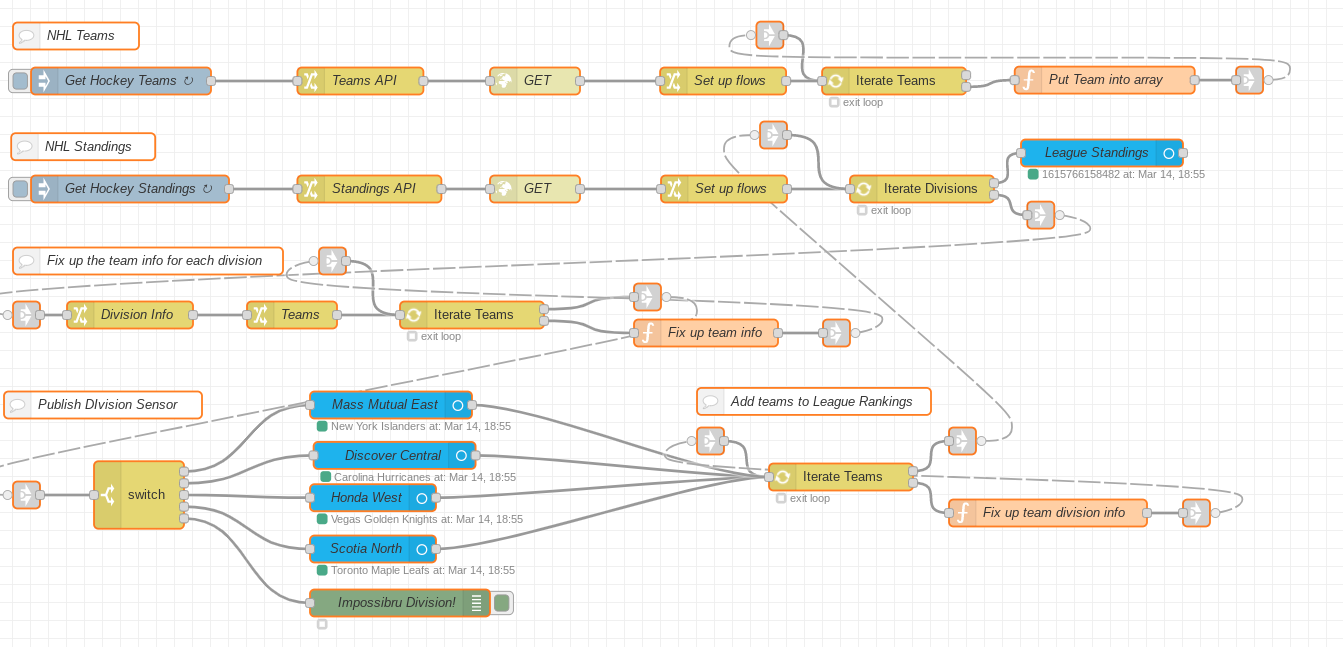 NHL Teams
Get Hockey Teams ↻
Teams API
GET
Set up flows
Iterate Teams
exit loop
Put Team into array
NHL Standings
Get Hockey Standings ↻
Standings API
GET
Set up flows
Iterate Divisions
exit loop
League Standings
1615766158482 at: Mar 14, 18:55
Fix up the team info for each division
Division Info
Teams
Iterate Teams
exit loop
Fix up team info
Publish DIvision Sensor
switch
Mass Mutual East
New York Islanders at: Mar 14, 18:55
Discover Central
Carolina Hurricanes at: Mar 14, 18:55
Honda West
Vegas Golden Knights at: Mar 14, 18:55
Scotia North
Toronto Maple Leafs at: Mar 14, 18:55
Impossibru Division!
Add teams to League Rankings
Iterate Teams
exit loop
Fix up team division info